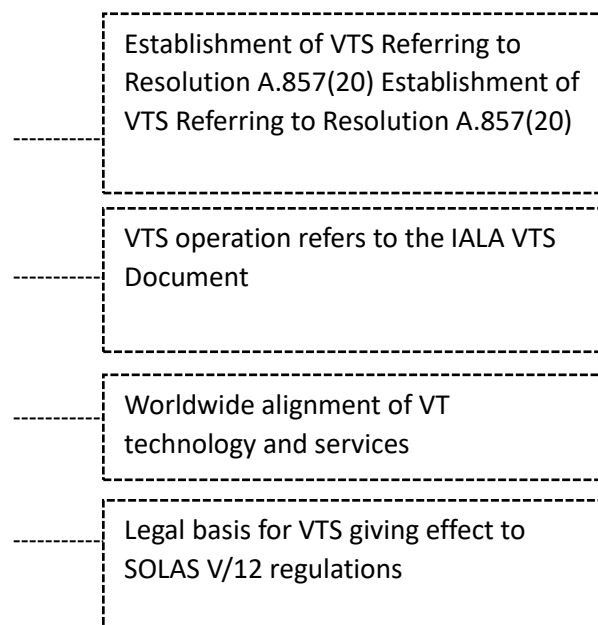 Establishment of VTS Referring to
Resolution A.857(20) Establishment of
VTS Referring to Resolution A.857(20)
VTS operation refers to the IALA VTS
Document
Worldwide alignment of VT
technology and services
Legal basis for VTS giving effect to
SOLAS V/12 regulations